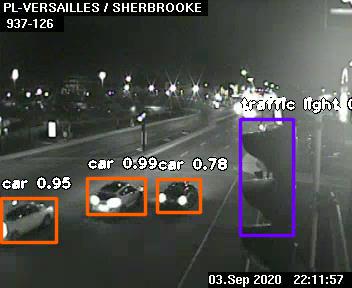 PL-VERSAILLES / SHERBROOKE
937-126
traffic light 0
car 0.99
car 0.78
car 0.95
03.Sep 2020 22:11:57